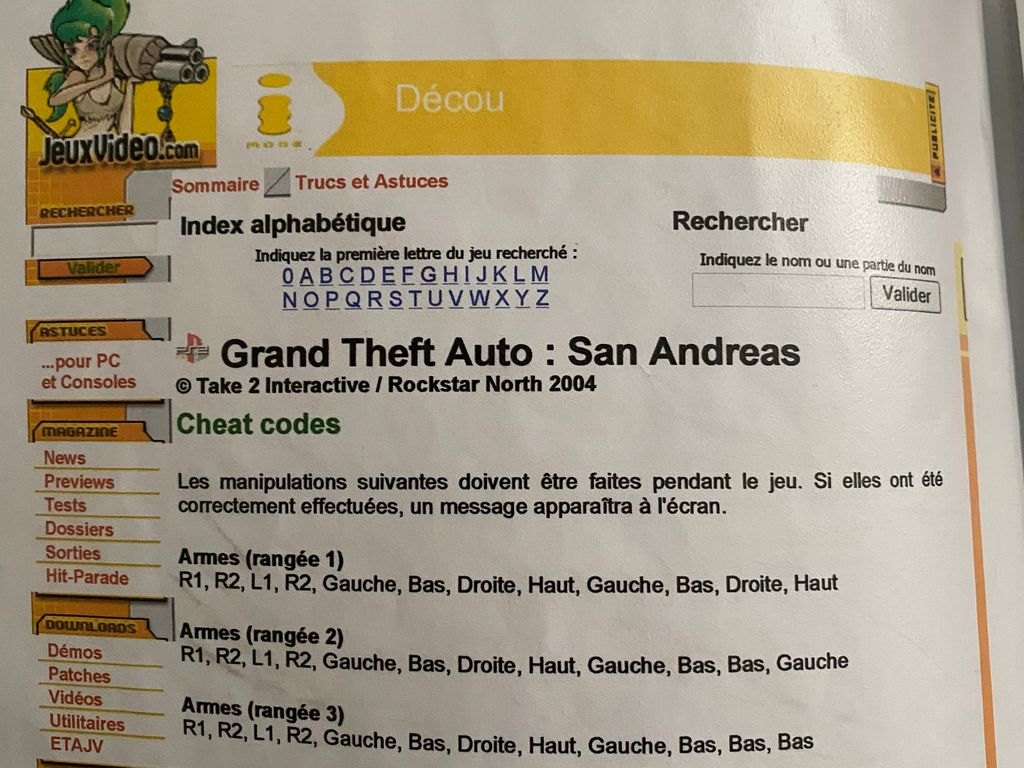 JeuxVideo.com
i
MODE
Décou
PUBLICITÉ
Sommaire Trucs et Astuces
RECHERCHER
Valider
Index alphabétique
Indiquez la première lettre du jeu recherché :
0 A B C D E F G H I J K L M
N O P Q R S T U V W X Y Z
Rechercher
Indiquez le nom ou une partie du nom
Valider
ASTUCES
...pour PC
et Consoles
MAGAZINE
News
Previews
Tests
Dossiers
Sorties
Hit-Parade
DOWNLOADS
Démos
Patches
Vidéos
Utilitaires
ETAJV
Grand Theft Auto : San Andreas
© Take 2 Interactive / Rockstar North 2004
Cheat codes
Les manipulations suivantes doivent être faites pendant le jeu. Si elles ont été
correctement effectuées, un message apparaîtra à l'écran.
Armes (rangée 1)
R1, R2, L1, R2, Gauche, Bas, Droite, Haut, Gauche, Bas, Droite, Haut
Armes (rangée 2)
R1, R2, L1, R2, Gauche, Bas, Droite, Haut, Gauche, Bas, Bas, Gauche
Armes (rangée 3)
R1, R2, L1, R2, Gauche, Bas, Droite, Haut, Gauche, Bas, Bas, Bas